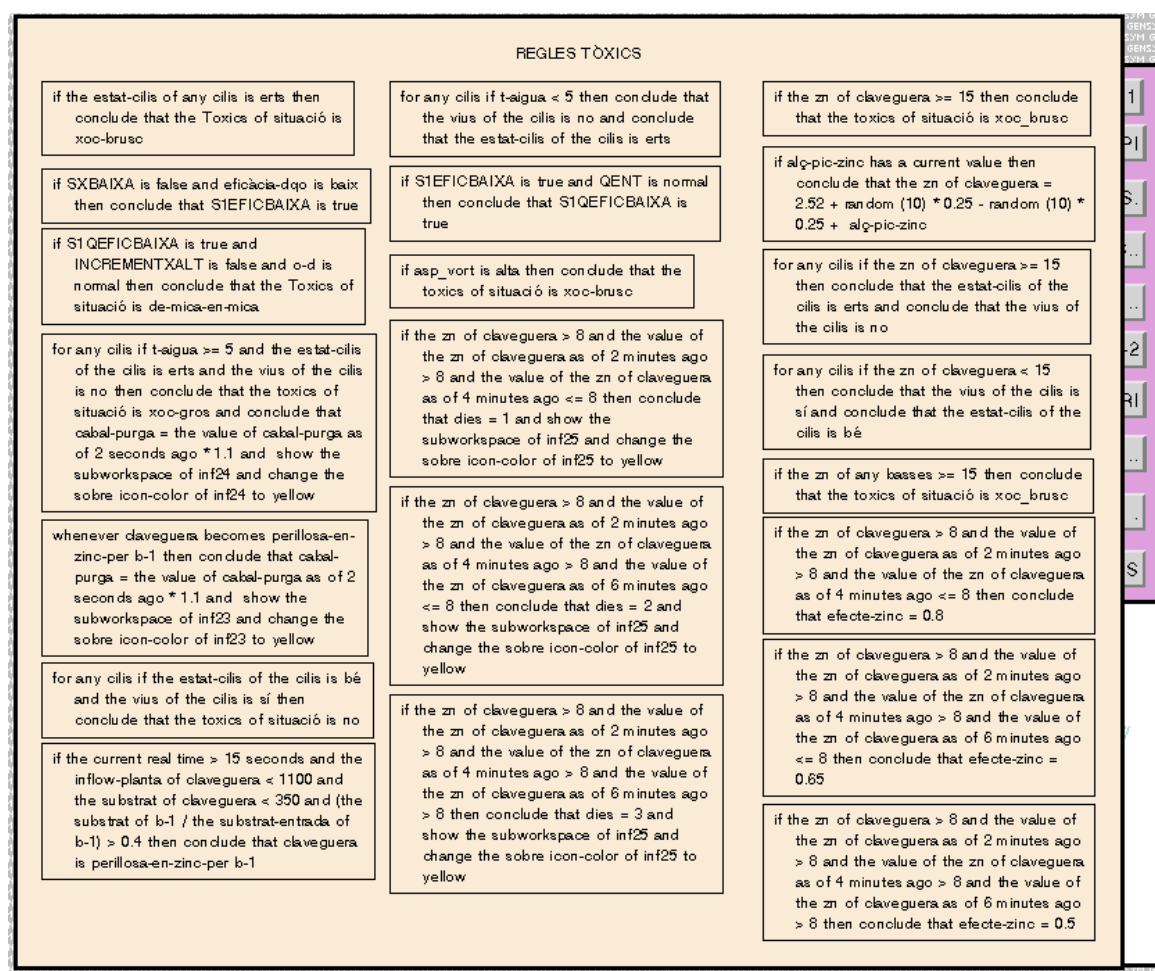 REGLES TÒXICS
if the estat-cilis of any cilis is erts then
conclude that the Toxics of situació is
xoc-brusc
if SXBAIXA is false and eficàcia-dqo is baix
then conclude that S1EFICBAIXA is true
if S1QEFICBAIXA is true and
INCREMENTXALT is false and o-d is
normal then conclude that the Toxics of
situació is de-mica-en-mica
for any cilis if t-aigua >= 5 and the estat-cilis
of the cilis is erts and the vius of the cilis
is no then conclude that the toxics of
situació is xoc-gros and conclude that
cabal-purga = the value of cabal-purga as
of 2 seconds ago * 1.1 and show the
subworkspace of inf24 and change the
sobre icon-color of inf24 to yellow
whenever claveguera becomes perillosa-en-
zinc-per b-1 then conclude that cabal-
purga = the value of cabal-purga as of 2
seconds ago * 1.1 and show the
subworkspace of inf23 and change the
sobre icon-color of inf23 to yellow
for any cilis if the estat-cilis of the cilis is bé
and the vius of the cilis is sí then
conclude that the toxics of situació is no
if the current real time > 15 seconds and the
inflow-planta of claveguera < 1100 and
the substrat of claveguera < 350 and (the
substrat of b-1 / the substrat-entrada of
b-1) > 0.4 then conclude that claveguera
is perillosa-en-zinc-per b-1
for any cilis if t-aigua < 5 then conclude that
the vius of the cilis is no and conclude
that the estat-cilis of the cilis is erts
if S1EFICBAIXA is true and QENT is normal
then conclude that S1QEFICBAIXA is
true
if asp_vort is alta then conclude that the
toxics of situació is xoc-brusc
if the zn of claveguera > 8 and the value of
the zn of claveguera as of 2 minutes ago
> 8 and the value of the zn of claveguera
as of 4 minutes ago <= 8 then conclude
that dies = 1 and show the
subworkspace of inf25 and change the
sobre icon-color of inf25 to yellow
if the zn of claveguera > 8 and the value of
the zn of claveguera as of 2 minutes ago
> 8 and the value of the zn of claveguera
as of 4 minutes ago > 8 and the value of
the zn of claveguera as of 6 minutes ago
<= 8 then conclude that dies = 2 and
show the subworkspace of inf25 and
change the sobre icon-color of inf25 to
yellow
if the zn of claveguera > 8 and the value of
the zn of claveguera as of 2 minutes ago
> 8 and the value of the zn of claveguera
as of 4 minutes ago > 8 and the value of
the zn of claveguera as of 6 minutes ago
> 8 then conclude that dies = 3 and
show the subworkspace of inf25 and
change the sobre icon-color of inf25 to
yellow
if the zn of claveguera >= 15 then conclude
that the toxics of situació is xoc_brusc
if alç-pic-zinc has a current value then
conclude that the zn of claveguera =
2.52 + random (10) * 0.25 - random (10) *
0.25 + alç-pic-zinc
for any cilis if the zn of claveguera >= 15
then conclude that the estat-cilis of the
cilis is erts and conclude that the vius of
the cilis is no
for any cilis if the zn of claveguera < 15
then conclude that the vius of the cilis is
sí and conclude that the estat-cilis of the
cilis is bé
if the zn of any basses >= 15 then conclude
that the toxics of situació is xoc_brusc
if the zn of claveguera > 8 and the value of
the zn of claveguera as of 2 minutes ago
> 8 and the value of the zn of claveguera
as of 4 minutes ago <= 8 then conclude
that efecte-zinc = 0.8
if the zn of claveguera > 8 and the value of
the zn of claveguera as of 2 minutes ago
> 8 and the value of the zn of claveguera
as of 4 minutes ago > 8 and the value of
the zn of claveguera as of 6 minutes ago
<= 8 then conclude that efecte-zinc =
0.65
if the zn of claveguera > 8 and the value of
the zn of claveguera as of 2 minutes ago
> 8 and the value of the zn of claveguera
as of 4 minutes ago > 8 and the value of
the zn of claveguera as of 6 minutes ago
> 8 then conclude that efecte-zinc = 0.5